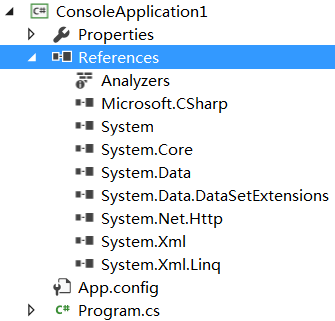 C# ConsoleApplication1
Properties
References
Analyzers
Microsoft.CSharp
System
System.Core
System.Data
System.Data.DataSetExtensions
System.Net.Http
System.Xml
System.Xml.Linq
App.config
C# Program.cs